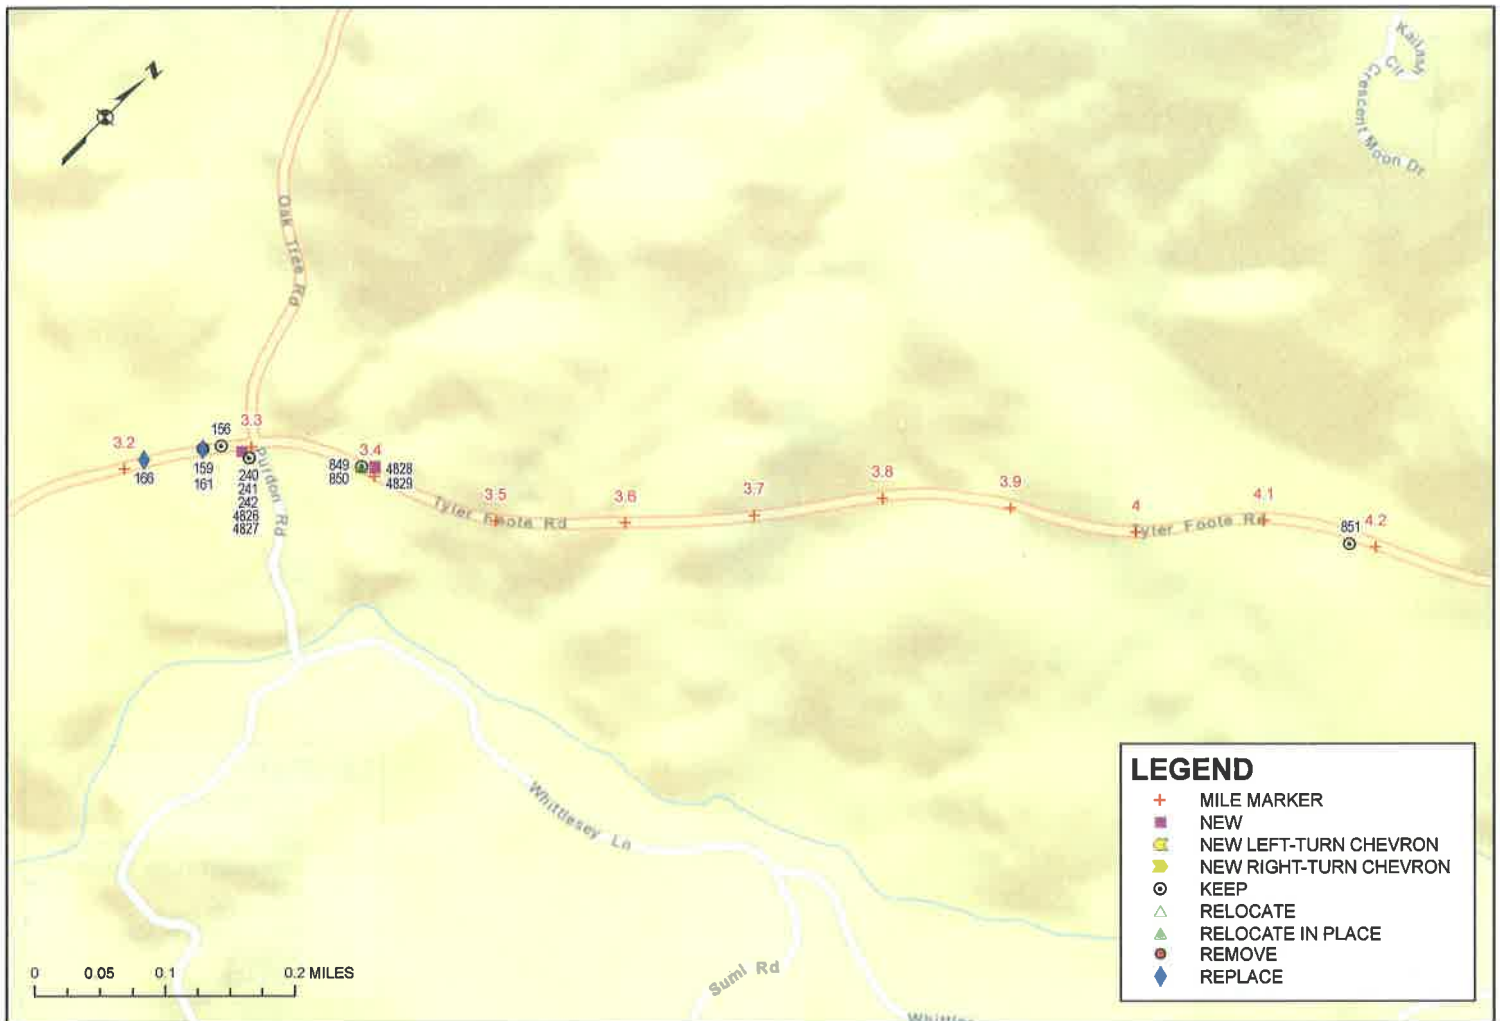 Kailash
Cir
Crescent Moon Dr
N
Oak Tree Rd
3.2
166
159
161
156
3.3
240
241
242
4826
4827
Purdon Rd
849
850
3.4
4828
4829
Tyler Foote Rd
3.5
3.6
3.7
3.8
3.9
4
Tyler Foote Rd
4.1
851
4.2
Whittlesey Ln
Sumi Rd
0 0.05 0.1 0.2 MILES
LEGEND
MILE MARKER
NEW
NEW LEFT-TURN CHEVRON
NEW RIGHT-TURN CHEVRON
KEEP
RELOCATE
RELOCATE IN PLACE
REMOVE
REPLACE